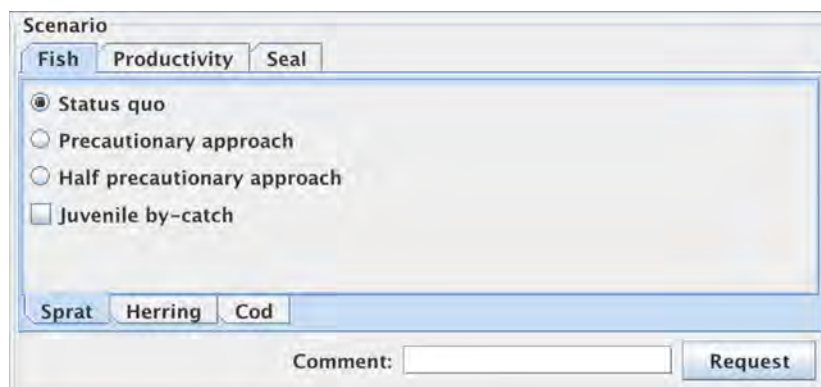 Scenario
Fish Productivity Seal
Status quo
Precautionary approach
Half precautionary approach
Juvenile by-catch
Sprat Herring Cod
Comment: Request